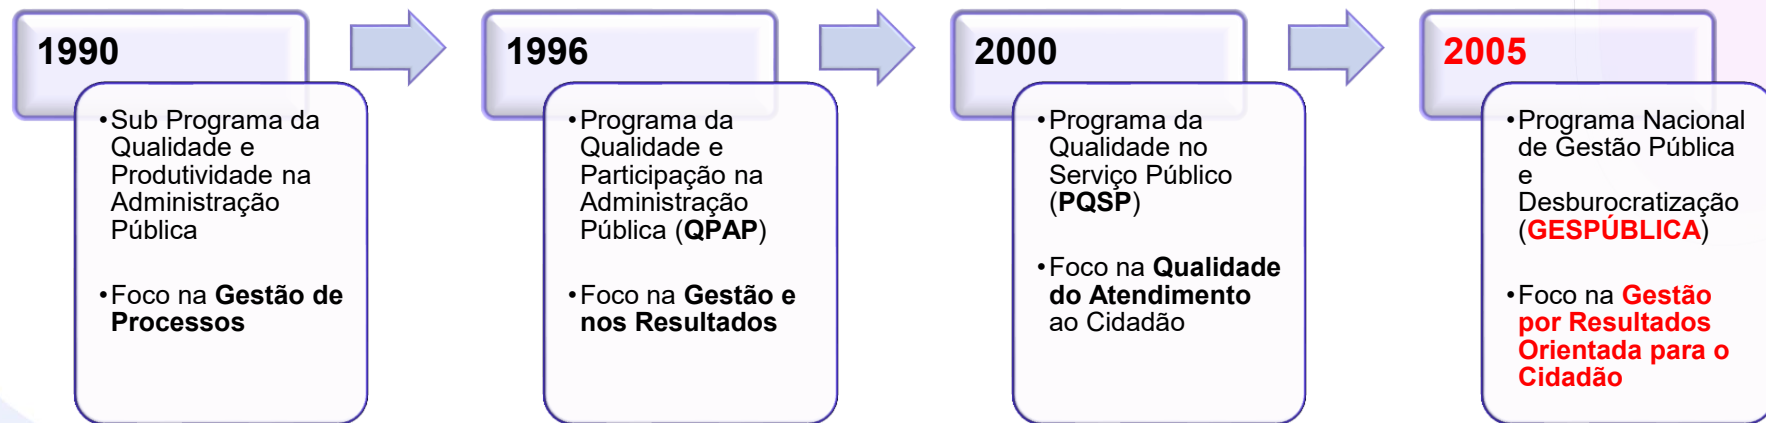 1990
•Sub Programa da
Qualidade e
Produtividade na
Administração
Pública
•Foco na Gestão de
Processos
1996
•Programa da
Qualidade e
Participação na
Administração
Pública (QPAP)
•Foco na Gestão e
nos Resultados
2000
•Programa da
Qualidade no
Serviço Público
(PQSP)
•Foco na Qualidade
do Atendimento
ao Cidadão
2005
•Programa Nacional
de Gestão Pública
e
Desburocratização
(GESPÚBLICA)
•Foco na Gestão
por Resultados
Orientada para o
Cidadão